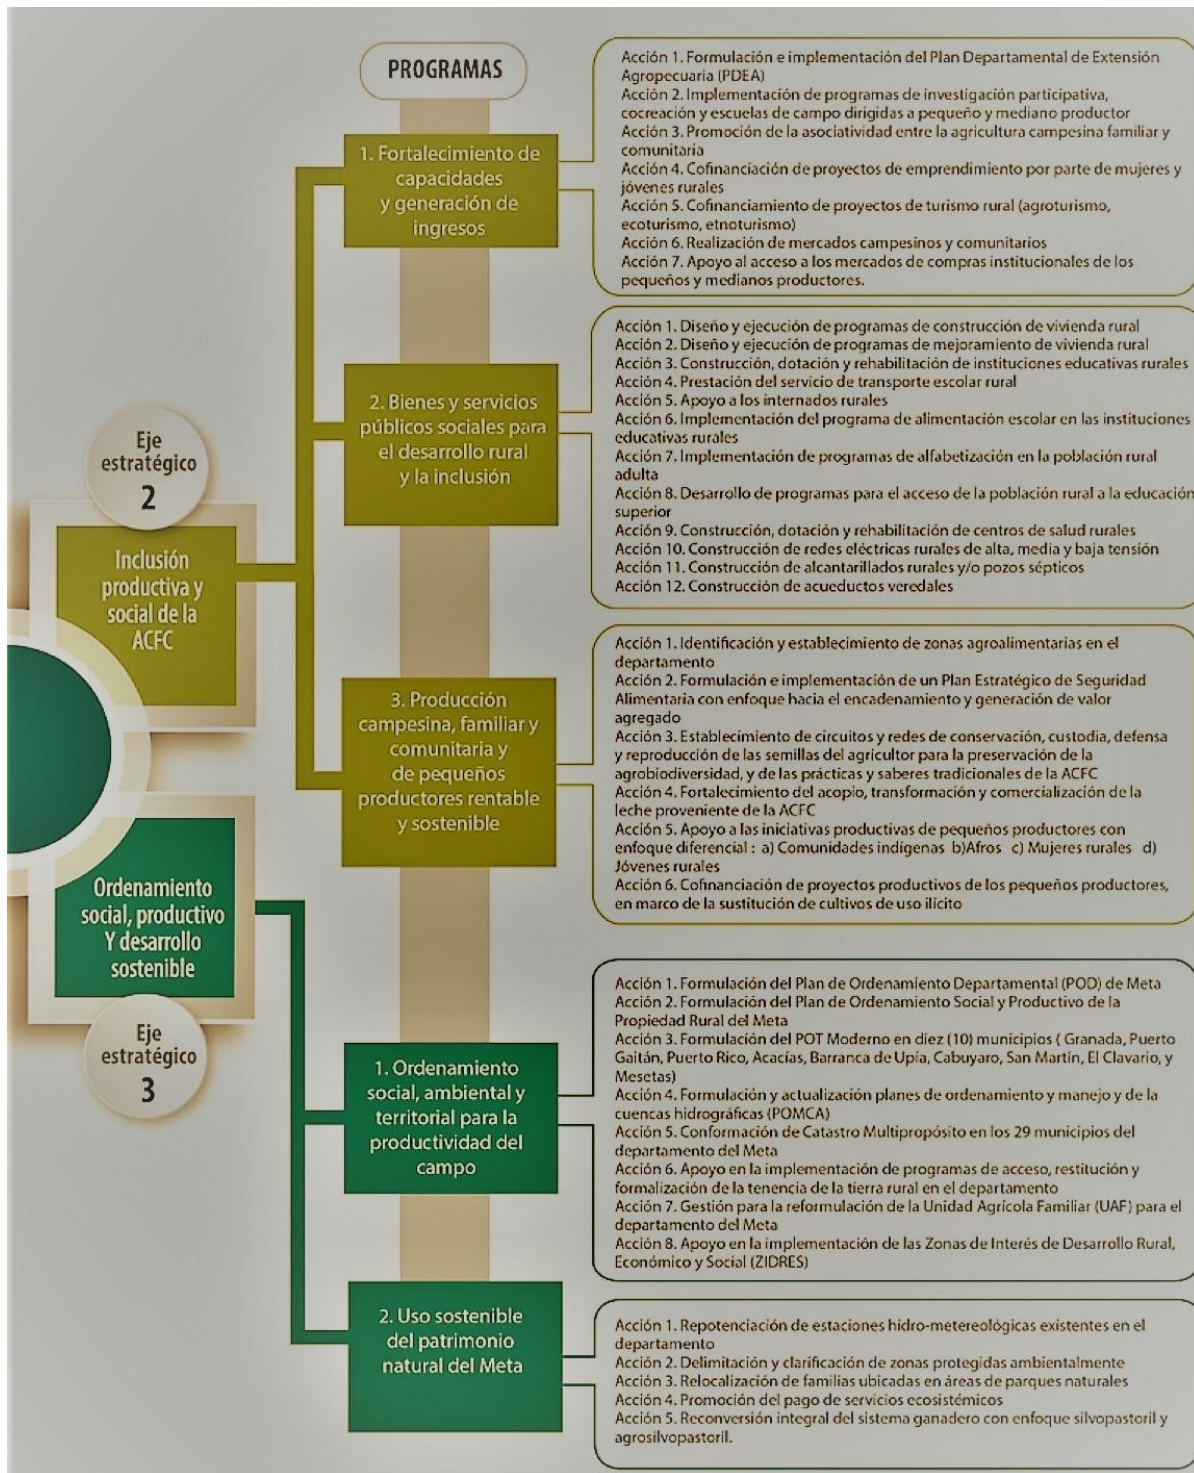 PROGRAMAS
Eje
estratégico
2
Inclusión
productiva y
social de la
ACFC
1. Fortalecimiento de
capacidades
y generación de
ingresos
Acción 1. Formulación e implementación del Plan Departamental de Extensión
Agropecuaria (PDEA)
Acción 2. Implementación de programas de investigación participativa,
cocreación y escuelas de campo dirigidas a pequeño y mediano productor
Acción 3. Promoción de la asociatividad entre la agricultura campesina familiar y
comunitaria
Acción 4. Cofinanciación de proyectos de emprendimiento por parte de mujeres y
jóvenes rurales
Acción 5. Cofinanciamiento de proyectos de turismo rural (agroturismo,
ecoturismo, etnoturismo)
Acción 6. Realización de mercados campesinos y comunitarios
Acción 7. Apoyo al acceso a los mercados de compras institucionales de los
pequeños y medianos productores.
2. Bienes y servicios
públicos sociales para
el desarrollo rural
y la inclusión
Acción 1. Diseño y ejecución de programas de construcción de vivienda rural
Acción 2. Diseño y ejecución de programas de mejoramiento de vivienda rural
Acción 3. Construcción, dotación y rehabilitación de instituciones educativas rurales
Acción 4. Prestación del servicio de transporte escolar rural
Acción 5. Apoyo a los internados rurales
Acción 6. Implementación del programa de alimentación escolar en las instituciones
educativas rurales
Acción 7. Implementación de programas de alfabetización en la población rural
adulta
Acción 8. Desarrollo de programas para el acceso de la población rural a la educación
superior
Acción 9. Construcción, dotación y rehabilitación de centros de salud rurales
Acción 10. Construcción de redes eléctricas rurales de alta, media y baja tensión
Acción 11. Construcción de alcantarillados rurales y/o pozos sépticos
Acción 12. Construcción de acueductos veredales
3. Producción
campesina, familiar y
comunitaria y
de pequeños
productores rentable
y sostenible
Acción 1. Identificación y establecimiento de zonas agroalimentarias en el
departamento
Acción 2. Formulación e implementación de un Plan Estratégico de Seguridad
Alimentaria con enfoque hacia el encadenamiento y generación de valor
agregado
Acción 3. Establecimiento de circuitos y redes de conservación, custodia, defensa
y reproducción de las semillas del agricultor para la preservación de la
agrobiodiversidad, y de las prácticas y saberes tradicionales de la ACFC
Acción 4. Fortalecimiento del acopio, transformación y comercialización de la
leche proveniente de la ACFC
Acción 5. Apoyo a las iniciativas productivas de pequeños productores con
enfoque diferencial : a) Comunidades indígenas b)Afros c) Mujeres rurales d)
Jóvenes rurales
Acción 6. Cofinanciación de proyectos productivos de los pequeños productores,
en marco de la sustitución de cultivos de uso ilícito
Ordenamiento
social, productivo
Y desarrollo
sostenible
Eje
estratégico
3
1. Ordenamiento
social, ambiental y
territorial para la
productividad del
campo
Acción 1. Formulación del Plan de Ordenamiento Departamental (POD) de Meta
Acción 2. Formulación del Plan de Ordenamiento Social y Productivo de la
Propiedad Rural del Meta
Acción 3. Formulación del POT Moderno en diez (10) municipios ( Granada, Puerto
Gaitán, Puerto Rico, Acacías, Barranca de Upía, Cabuyaro, San Martín, El Clavario, y
Mesetas)
Acción 4. Formulación y actualización planes de ordenamiento y manejo y de la
cuencas hidrográficas (POMCA)
Acción 5. Conformación de Catastro Multipropósito en los 29 municipios del
departamento del Meta
Acción 6. Apoyo en la implementación de programas de acceso, restitución y
formalización de la tenencia de la tierra rural en el departamento
Acción 7. Gestión para la reformulación de la Unidad Agrícola Familiar (UAF) para el
departamento del Meta
Acción 8. Apoyo en la implementación de las Zonas de Interés de Desarrollo Rural,
Económico y Social (ZIDRES)
2. Uso sostenible
del patrimonio
natural del Meta
Acción 1. Repotenciación de estaciones hidro-metereológicas existentes en el
departamento
Acción 2. Delimitación y clarificación de zonas protegidas ambientalmente
Acción 3. Relocalización de familias ubicadas en áreas de parques naturales
Acción 4. Promoción del pago de servicios ecosistémicos
Acción 5. Reconversión integral del sistema ganadero con enfoque silvopastoril y
agrosilvopastoril.